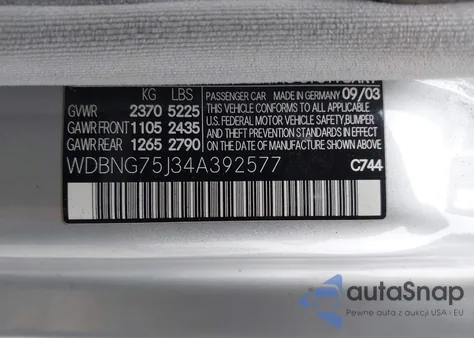 KG LBS
GVWR 2370 5225
GAWR FRONT 1105 2435
GAWR REAR 1265 2790
PASSENGER CAR MADE IN GERMANY 09/03
THIS VEHICLE CONFORMS TO ALL
APPLICABLE U.S. FEDERAL MOTOR
VEHICLE SAFETY, BUMPER
AND THEFT PREVENTION STANDARDS
IN EFFECT ON THE
DATE OF MANUFACTURE SHOWN ABOVE
WDBNG75J34A392577 C744
autaSnap
Pewne auta z aukcji USA i EU